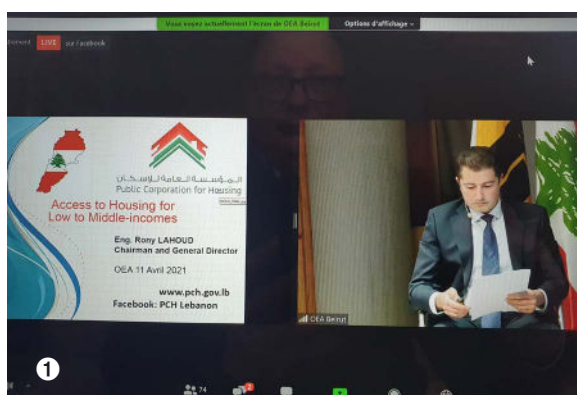 Vous voyez actuellement l'écran de OEA Beirut
Options d'affichage
LIVE sur Facebook
المؤسسة العامة للإسكان
Public Corporation for Housing
Access to Housing for
Low to Middle-incomes
Eng. Rony LAHOUD
Chairman and General Director
OEA 11 Avril 2021
www.pch.gov.lb
Facebook: PCH Lebanon
OEA Beirut
1
74
2